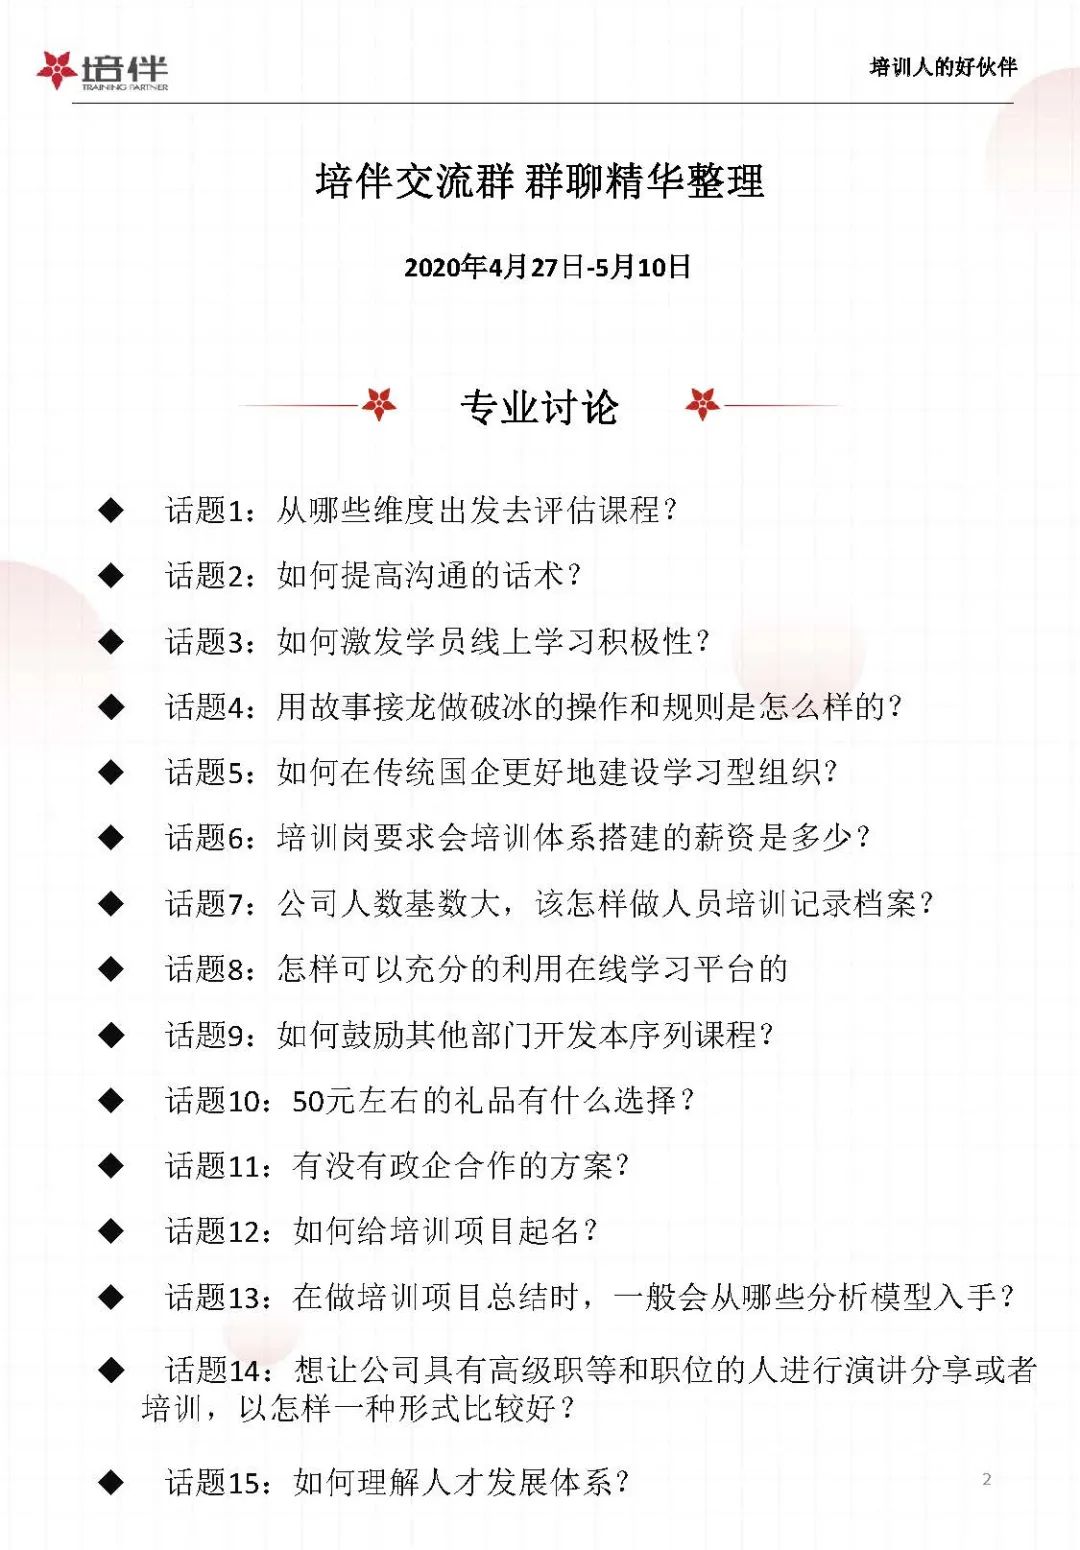 培伴
TRAINING PARTNER
培训人的好伙伴
培伴交流群 群聊精华整理
2020年4月27日-5月10日
专业讨论
◆ 话题1：从哪些维度出发去评估课程？
◆ 话题2：如何提高沟通的话术？
◆ 话题3：如何激发学员线上学习积极性？
◆ 话题4：用故事接龙做破冰的操作和规则是怎么样的？
◆ 话题5：如何在传统国企更好地建设学习型组织？
◆ 话题6：培训岗要求会培训体系搭建的薪资是多少？
◆ 话题7：公司人数基数大，该怎样做人员培训记录档案？
◆ 话题8：怎样可以充分的利用在线学习平台的
◆ 话题9：如何鼓励其他部门开发本序列课程？
◆ 话题10：50元左右的礼品有什么选择？
◆ 话题11：有没有政企合作的方案？
◆ 话题12：如何给培训项目起名？
◆ 话题13：在做培训项目总结时，一般会从哪些分析模型入手？
◆ 话题14：想让公司具有高级职等和职位的人进行演讲分享或者
培训，以怎样一种形式比较好？
◆ 话题15：如何理解人才发展体系？
2